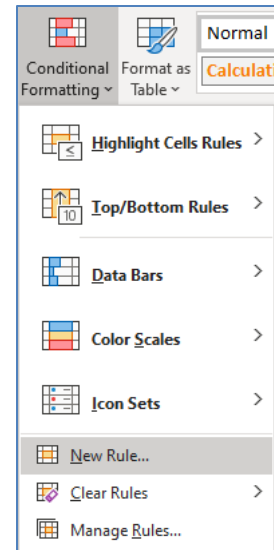 Normal
Conditional Formatting
Format as Table
Calculati
≤
Highlight Cells Rules
10
Top/Bottom Rules
Data Bars
Color Scales
Icon Sets
New Rule...
Clear Rules
Manage Rules...